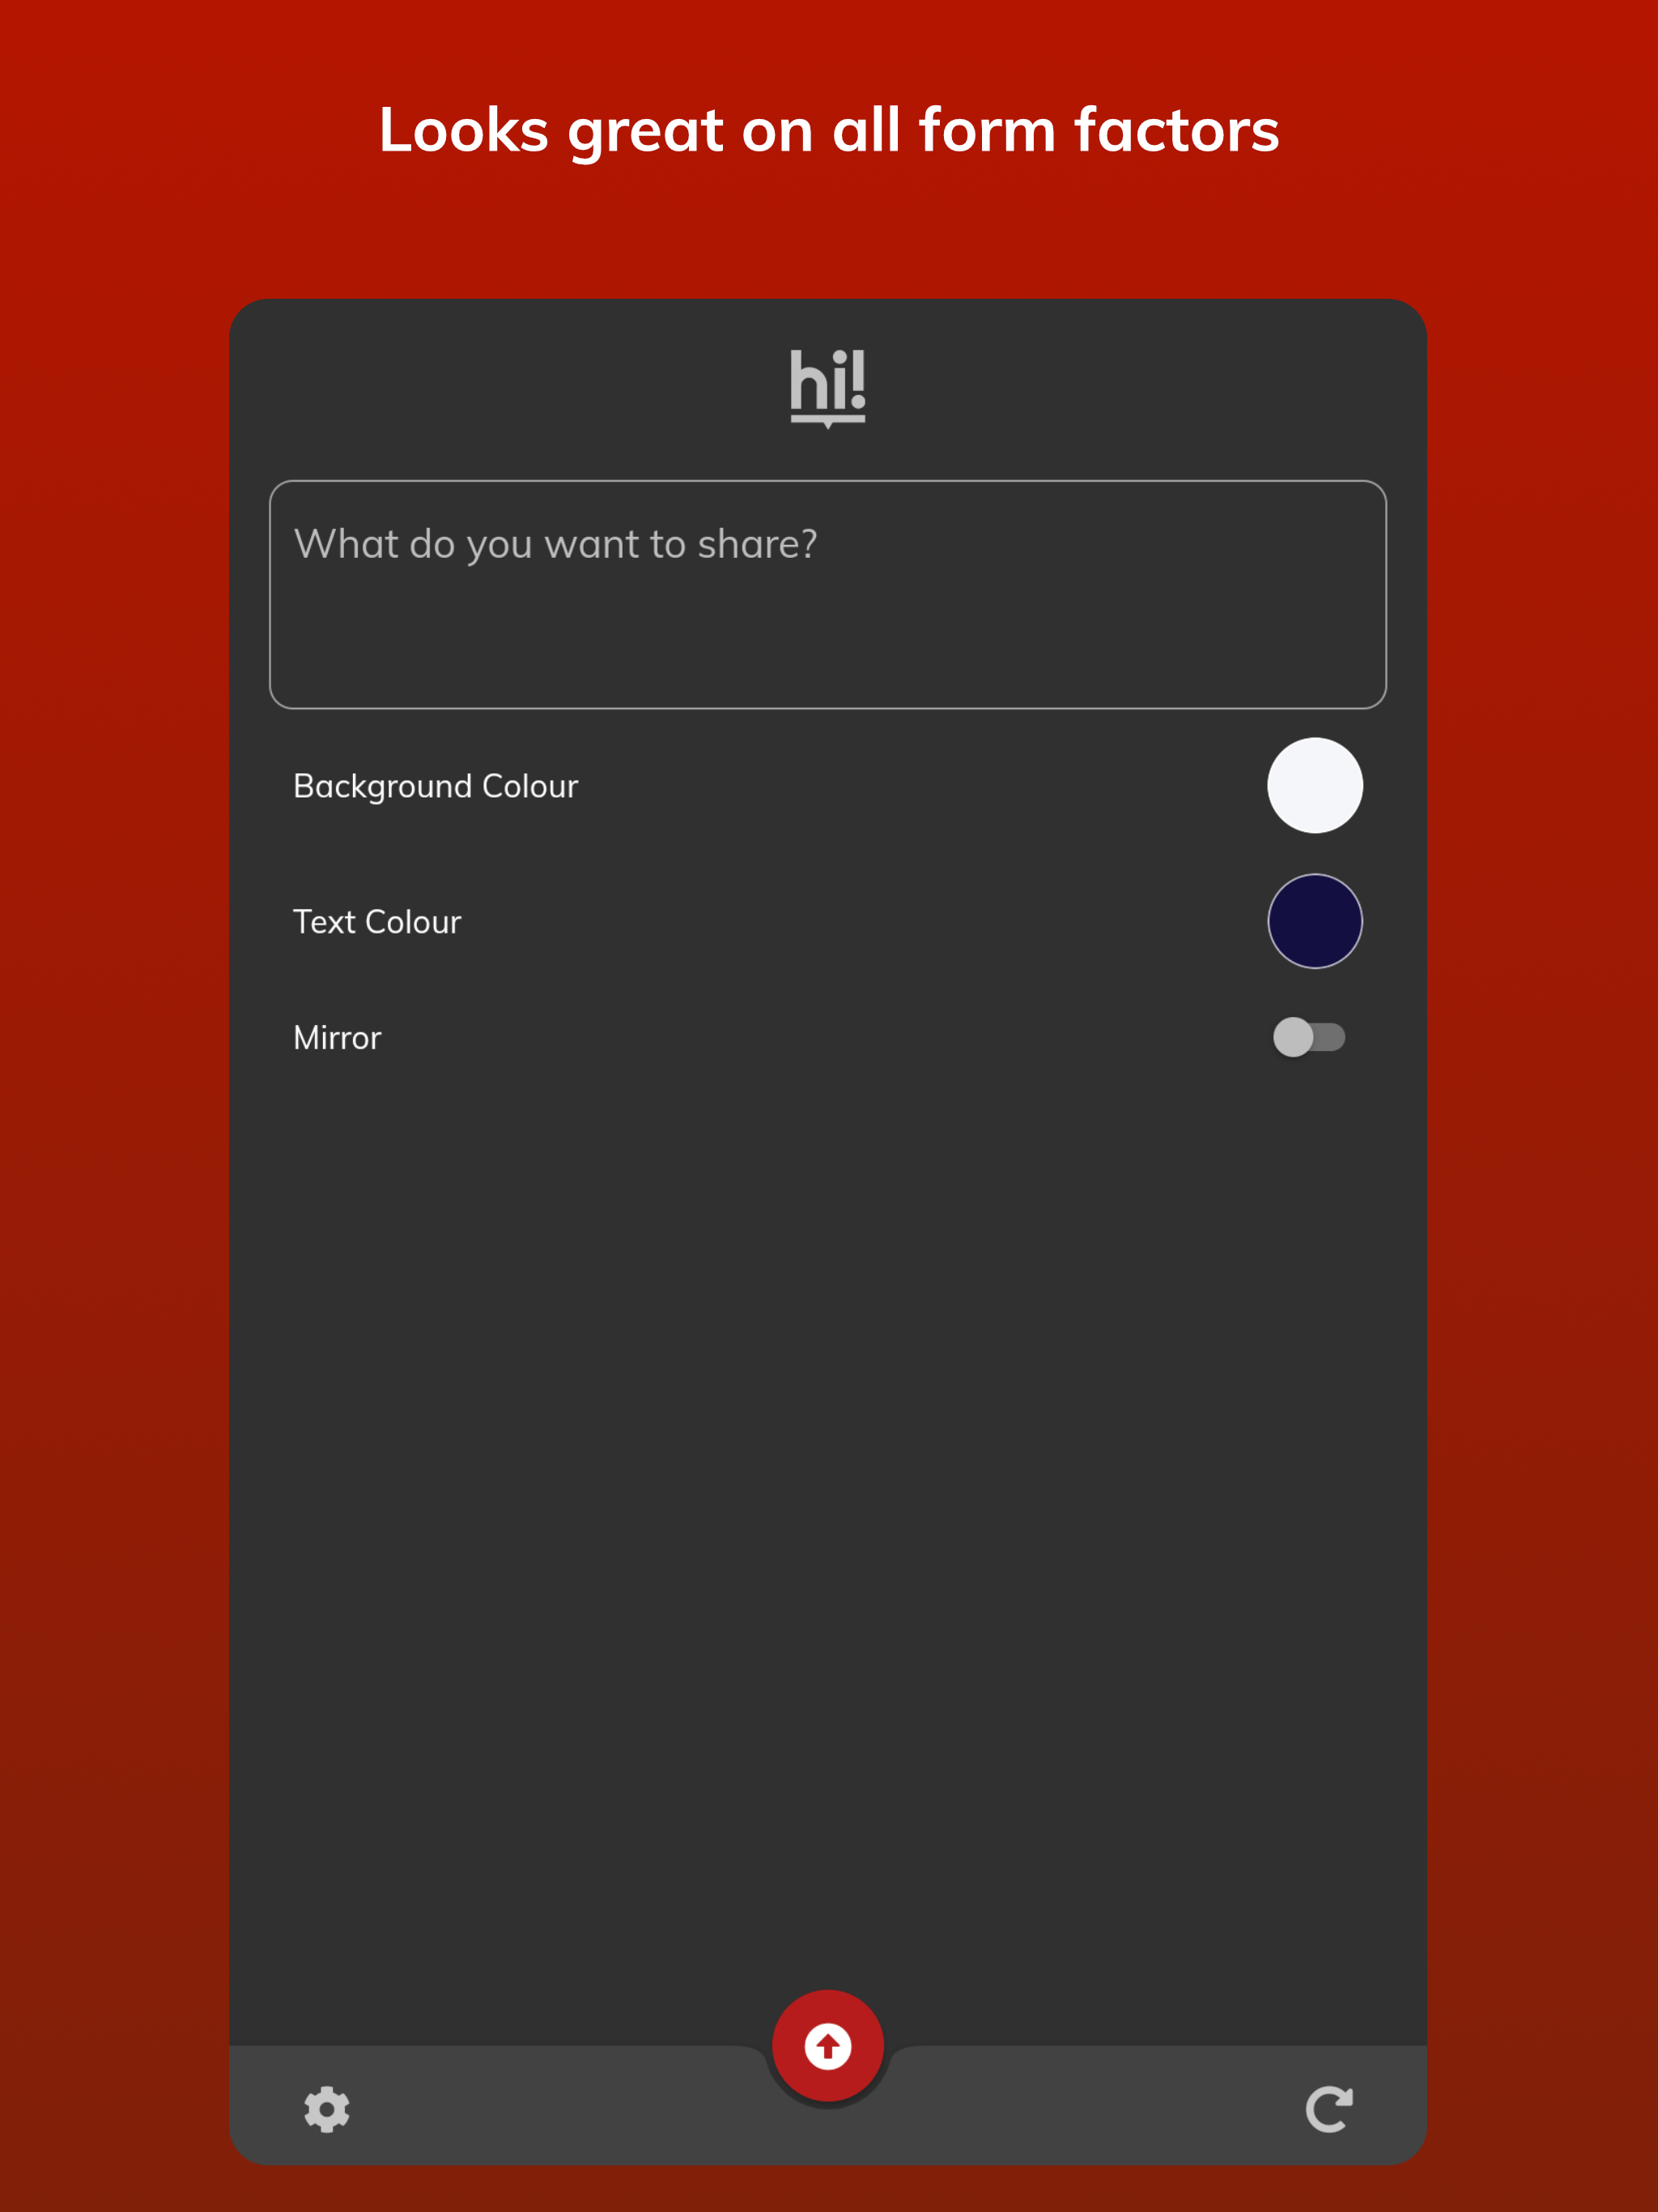 Looks great on all form factors
hi!
What do you want to share?
Background Colour
Text Colour
Mirror